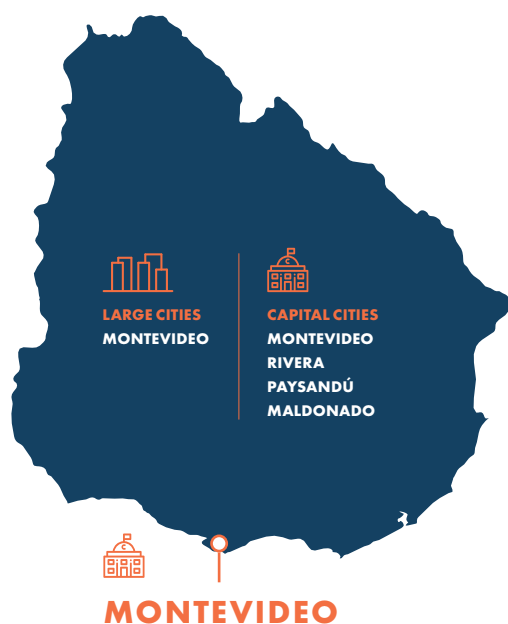 LARGE CITIES
MONTEVIDEO
CAPITAL CITIES
MONTEVIDEO
RIVERA
PAYSANDÚ
MALDONADO
MONTEVIDEO